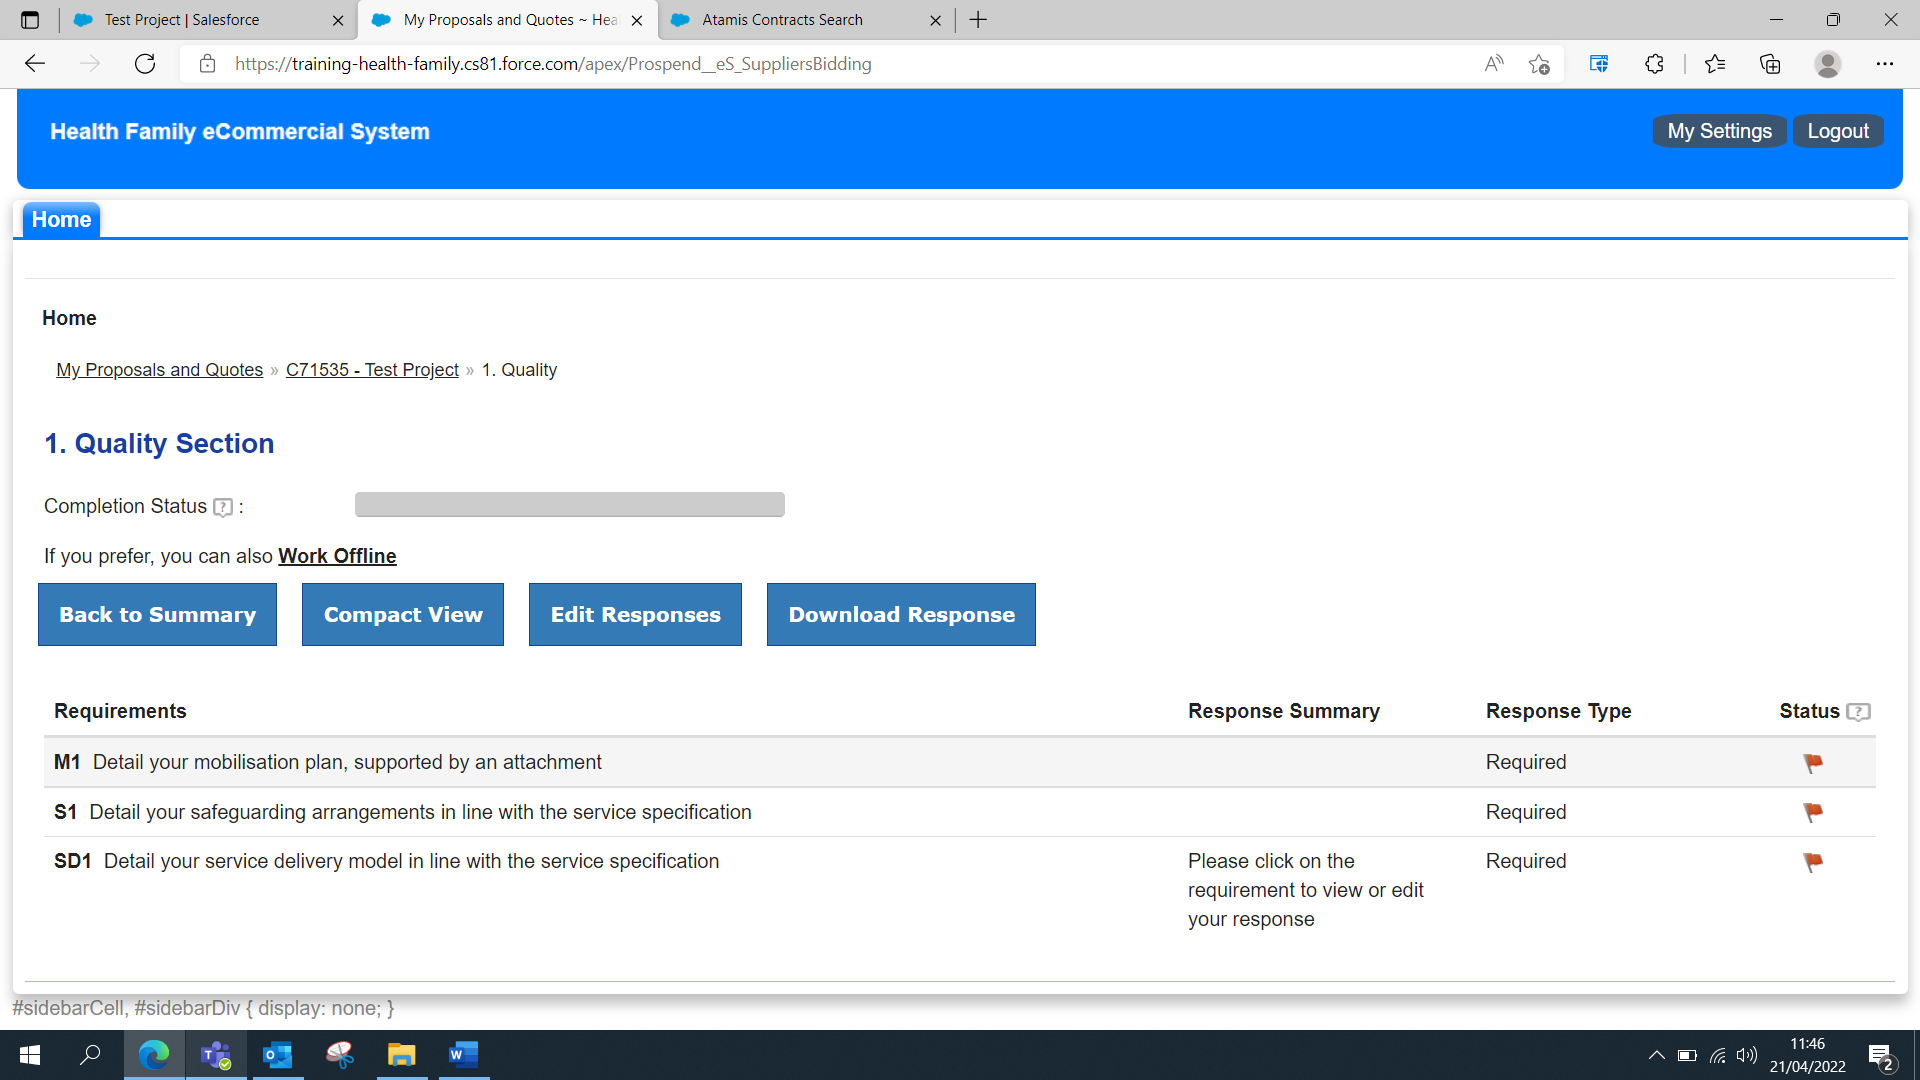 Test Project | Salesforce
My Proposals and Quotes ~ Hea
Atamis Contracts Search
https://training-health-family.cs81.force.com/apex/Prospend__eS_SuppliersBidding
Health Family eCommercial System
My Settings
Logout
Home
Home
My Proposals and Quotes » C71535 - Test Project » 1. Quality
1. Quality Section
Completion Status ? :
If you prefer, you can also Work Offline
Back to Summary
Compact View
Edit Responses
Download Response
Requirements Response Summary Response Type Status ?
M1 Detail your mobilisation plan, supported by an attachment Required
S1 Detail your safeguarding arrangements in line with the service specification Required
SD1 Detail your service delivery model in line with the service specification Please click on the Required
requirement to view or edit
your response
#sidebarCell, #sidebarDiv { display: none; }
11:46
21/04/2022
2